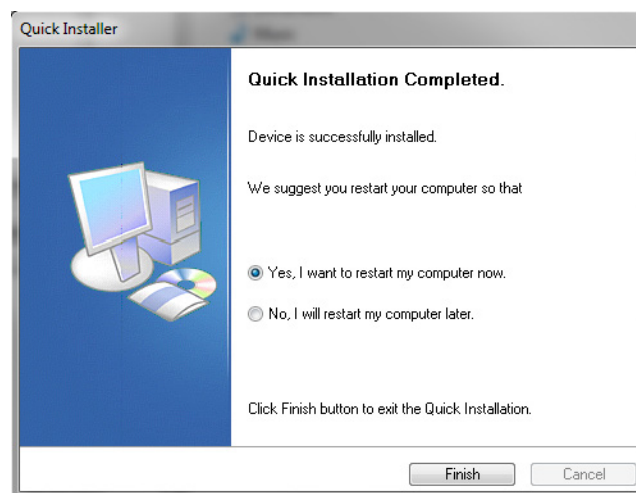 Quick Installer
Quick Installation Completed.
Device is successfully installed.
We suggest you restart your computer so that
Yes, I want to restart my computer now.
No, I will restart my computer later.
Click Finish button to exit the Quick Installation.
Finish
Cancel